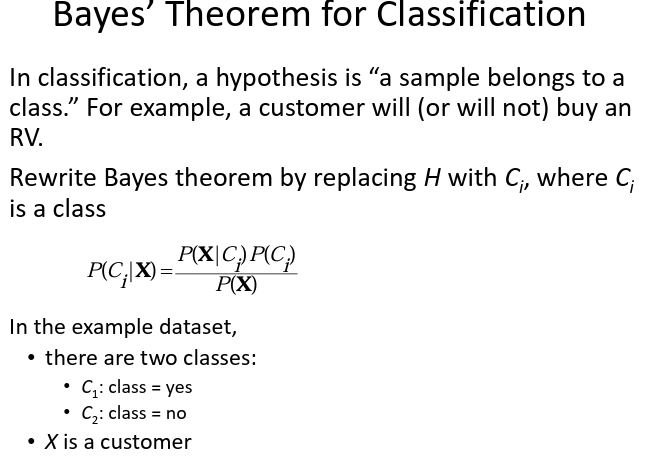 Bayes' Theorem for Classification
In classification, a hypothesis is “a sample belongs to a
class.” For example, a customer will (or will not) buy an
RV.
Rewrite Bayes theorem by replacing H with Cᵢ, where Cᵢ
is a class
P(Cᵢ|X) = P(X|Cᵢ)P(Cᵢ) / P(X)
In the example dataset,
• there are two classes:
• C₁: class = yes
• C₂: class = no
• X is a customer